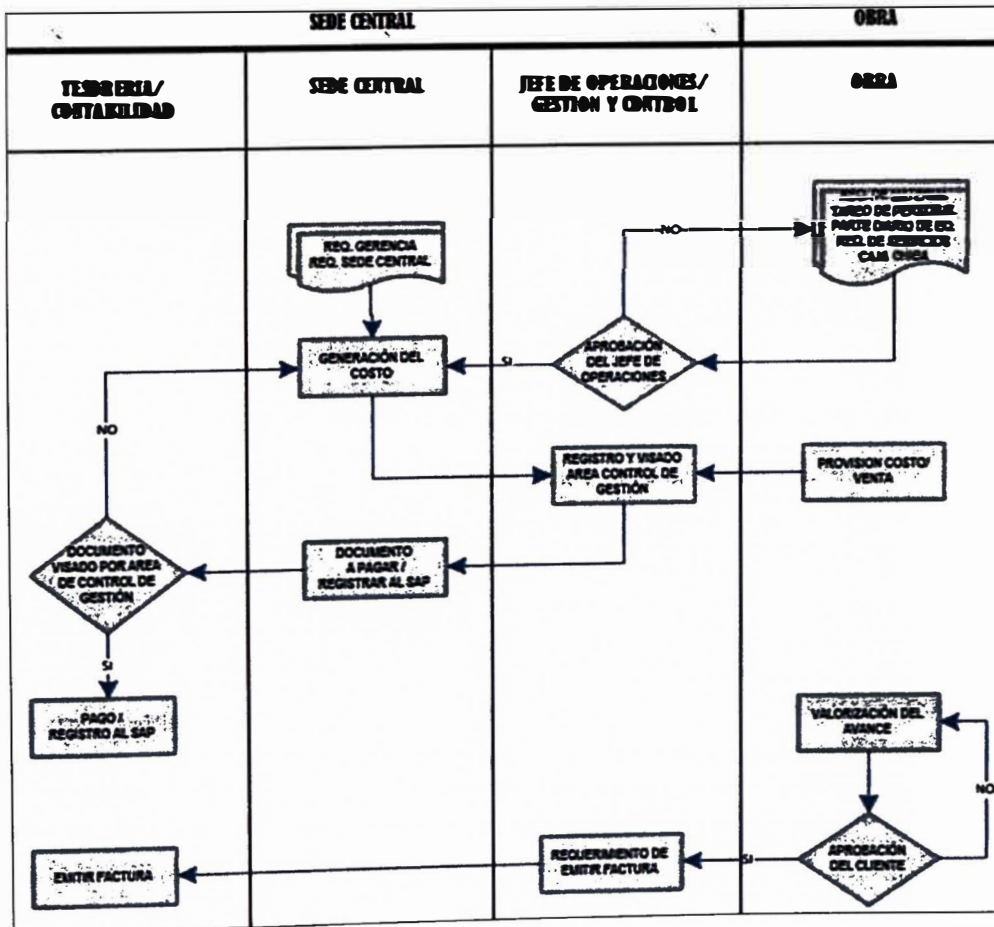 SEDE CENTRAL
OBRA
TESORERIA/
CONTABILIDAD
SEDE CENTRAL
JEFE DE OPERACIONES/
GESTION Y CONTROL
OBRA
REQ. GERENCIA
REQ. SEDE CENTRAL
NO
TAREO DE PERSONAL
PARTE DIARIO DE EQ.
REQ. DE SERVICIOS
CAJA CHICA
GENERACIÓN DEL
COSTO
SI
APROBACIÓN
DEL JEFE DE
OPERACIONES
NO
REGISTRO Y VISADO
AREA CONTROL DE
GESTIÓN
PROVISION COSTO/
VENTA
DOCUMENTO
VISADO POR AREA
DE CONTROL DE
GESTIÓN
DOCUMENTO
A PAGAR /
REGISTRAR AL SAP
SI
PAGO /
REGISTRO AL SAP
VALORIZACIÓN DEL
AVANCE
NO
EMITIR FACTURA
REQUERIMIENTO DE
EMITIR FACTURA
SI
APROBACIÓN
DEL CLIENTE